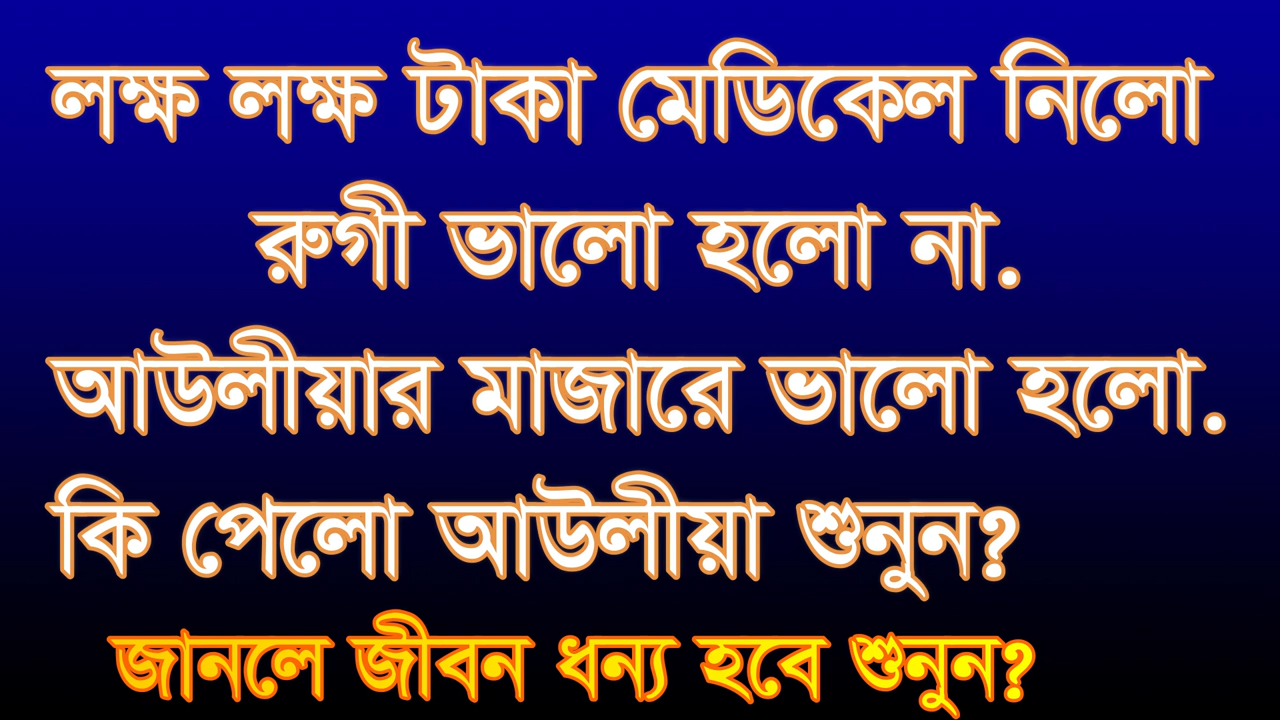 লক্ষ লক্ষ টাকা মেডিকেল নিলো
রুগী ভালো হলো না.
আউলীয়ার মাজারে ভালো হলো.
কি পেলো আউলীয়া শুনুন?
জানলে জীবন ধন্য হবে শুনুন?